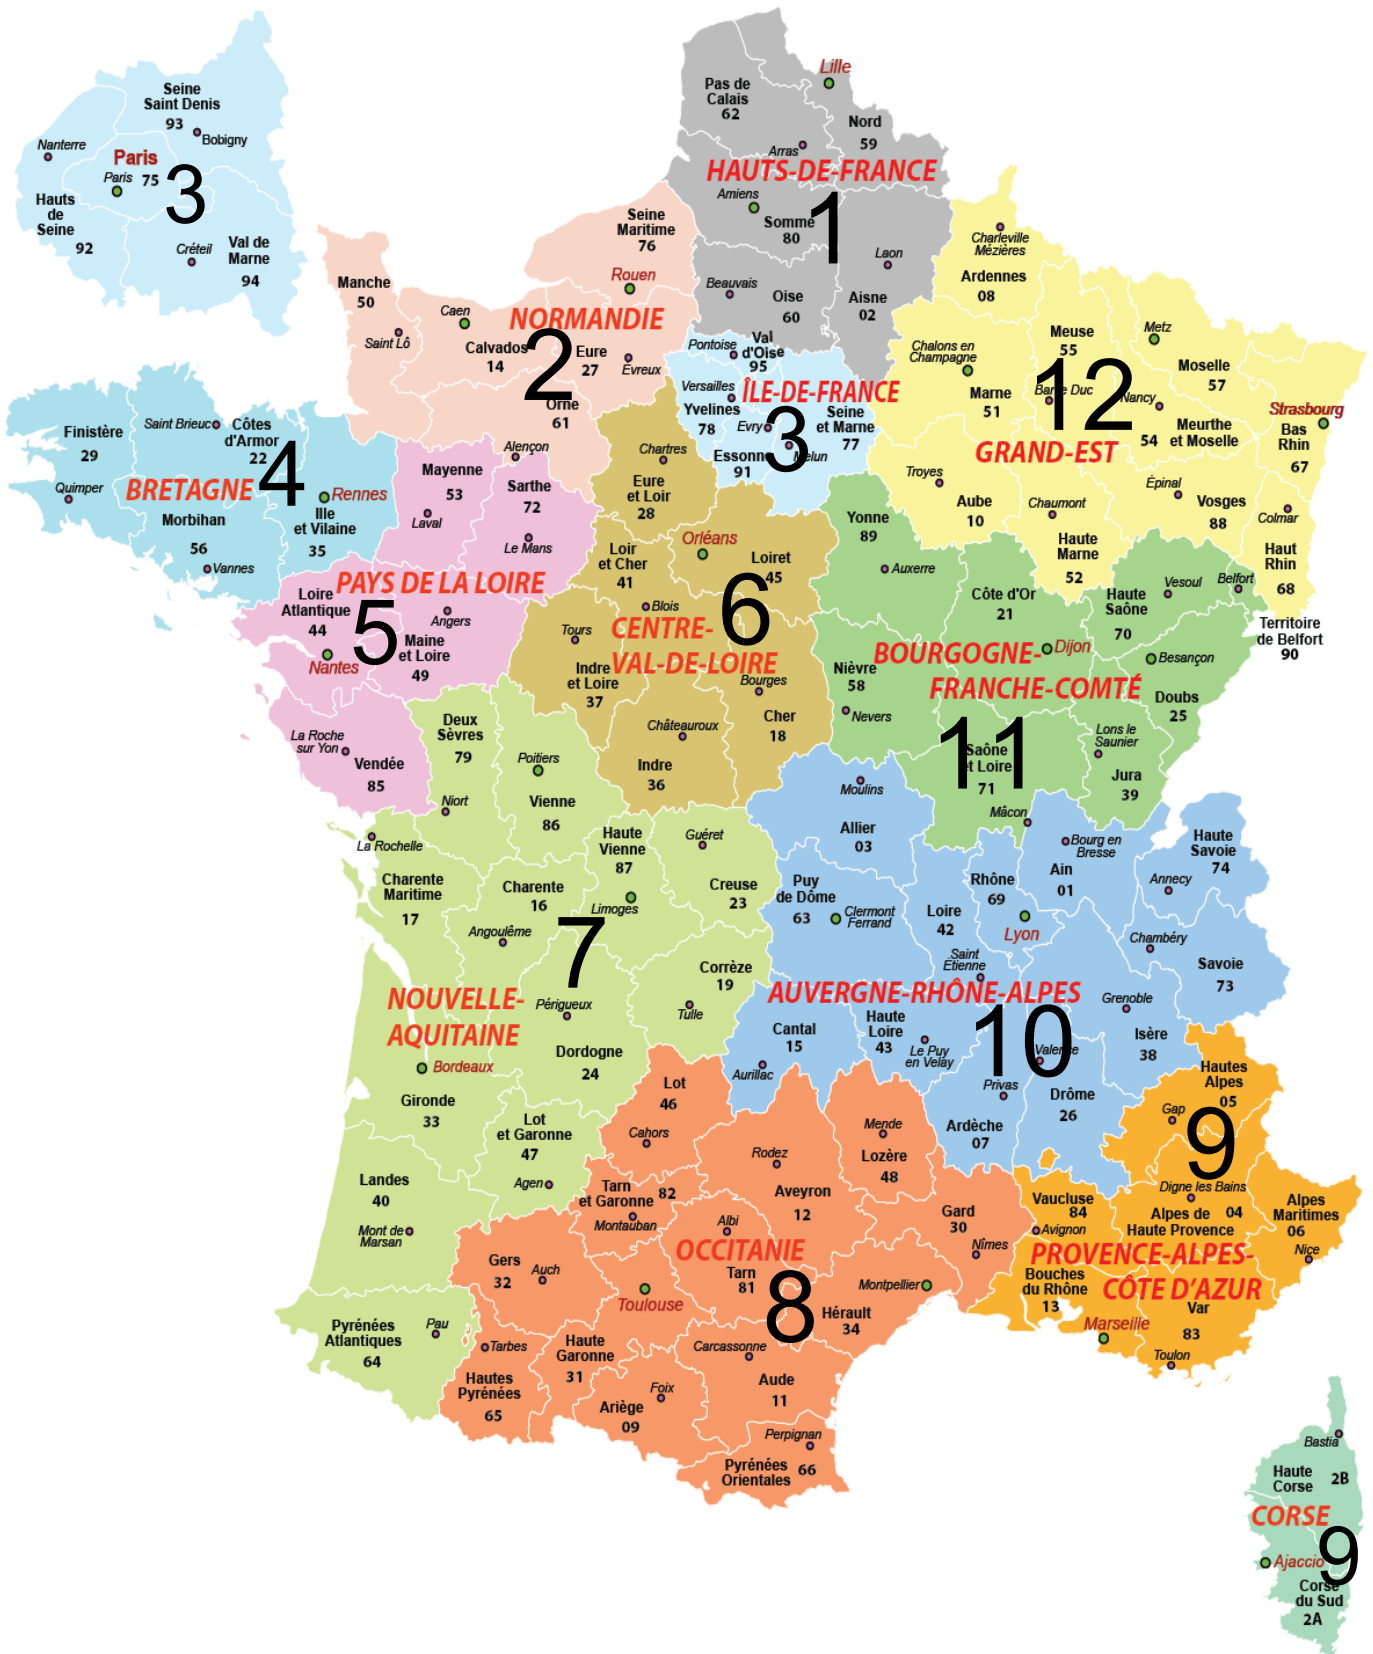 Seine
Saint Denis
93
Bobigny
Nanterre
Paris
Paris
75
3
Hauts
de
Seine
92
Créteil
Val de
Marne
94
Pas de
Calais
62
Lille
Nord
59
Arras
HAUTS-DE-FRANCE
Amiens
Somme
80
1
Laon
Beauvais
Oise
60
Aisne
02
Seine
Maritime
76
Rouen
Manche
50
Caen
Saint Lô
NORMANDIE
Calvados
14
2
Eure
27
Evreux
Orne
61
Alençon
Pontoise
Val
d'Oise
95
Versailles
ÎLE-DE-FRANCE
Yvelines
78
Evry
3
Seine
et Marne
77
Essonne
91
Melun
Charleville
Mézières
Ardennes
08
Chalons en
Champagne
Marne
51
Meuse
55
Bar le Duc
12
Metz
Moselle
57
Nancy
54
Meurthe
et Moselle
Strasbourg
Bas
Rhin
67
GRAND-EST
Troyes
Aube
10
Chaumont
Haute
Marne
52
Épinal
Vosges
88
Colmar
Haut
Rhin
68
Territoire
de Belfort
90
Finistère
29
Quimper
Saint Brieuc
Côtes
d'Armor
22
4
BRETAGNE
Rennes
Ille
et Vilaine
35
Morbihan
56
Vannes
Mayenne
53
Laval
Sarthe
72
Le Mans
PAYS DE LA LOIRE
Loire
Atlantique
44
Nantes
5
Angers
Maine
et Loire
49
La Roche
sur Yon
Vendée
85
Chartres
Eure
et Loir
28
Orléans
Loiret
45
Loir
et Cher
41
Blois
6
Tours
CENTRE-
VAL-DE-LOIRE
Indre
et Loire
37
Bourges
Cher
18
Châteauroux
Indre
36
Yonne
89
Auxerre
Côte d'Or
21
Dijon
Haute
Saône
70
Vesoul
Belfort
Besançon
BOURGOGNE-
FRANCHE-COMTÉ
Nièvre
58
Nevers
11
Saône
et Loire
71
Mâcon
Doubs
25
Lons le
Saunier
Jura
39
Deux
Sèvres
79
Niort
Poitiers
Vienne
86
La Rochelle
Charente
Maritime
17
Charente
16
Angoulême
Haute
Vienne
87
Limoges
Guéret
Creuse
23
7
Corrèze
19
Tulle
NOUVELLE-
AQUITAINE
Périgueux
Dordogne
24
Bordeaux
Gironde
33
Lot
et Garonne
47
Agen
Landes
40
Mont de
Marsan
Pyrénées
Atlantiques
64
Pau
Moulins
Allier
03
Puy
de Dôme
63
Clermont
Ferrand
Loire
42
Saint
Étienne
Rhône
69
Lyon
Bourg en
Bresse
Ain
01
Haute
Savoie
74
Annecy
Chambéry
Savoie
73
AUVERGNE-RHÔNE-ALPES
Cantal
15
Aurillac
Haute
Loire
43
Le Puy
en Velay
10
Valence
Grenoble
Isère
38
Privas
Ardèche
07
Drôme
26
Lot
46
Cahors
Rodez
Aveyron
12
Mende
Lozère
48
Tarn
et Garonne
82
Montauban
Albi
OCCITANIE
Tarn
81
8
Gard
30
Nîmes
Gers
32
Auch
Toulouse
Montpellier
Hérault
34
Tarbes
Hautes
Pyrénées
65
Haute
Garonne
31
Foix
Ariège
09
Carcassonne
Aude
11
Perpignan
Pyrénées
Orientales
66
Hautes
Alpes
05
Gap
9
Digne les Bains
Alpes de
Haute Provence
04
Vaucluse
84
Avignon
Alpes
Maritimes
06
Nice
PROVENCE-ALPES-
CÔTE D'AZUR
Bouches
du Rhône
13
Marseille
Var
83
Toulon
Bastia
Haute
Corse
2B
CORSE
Ajaccio
9
Corse
du Sud
2A